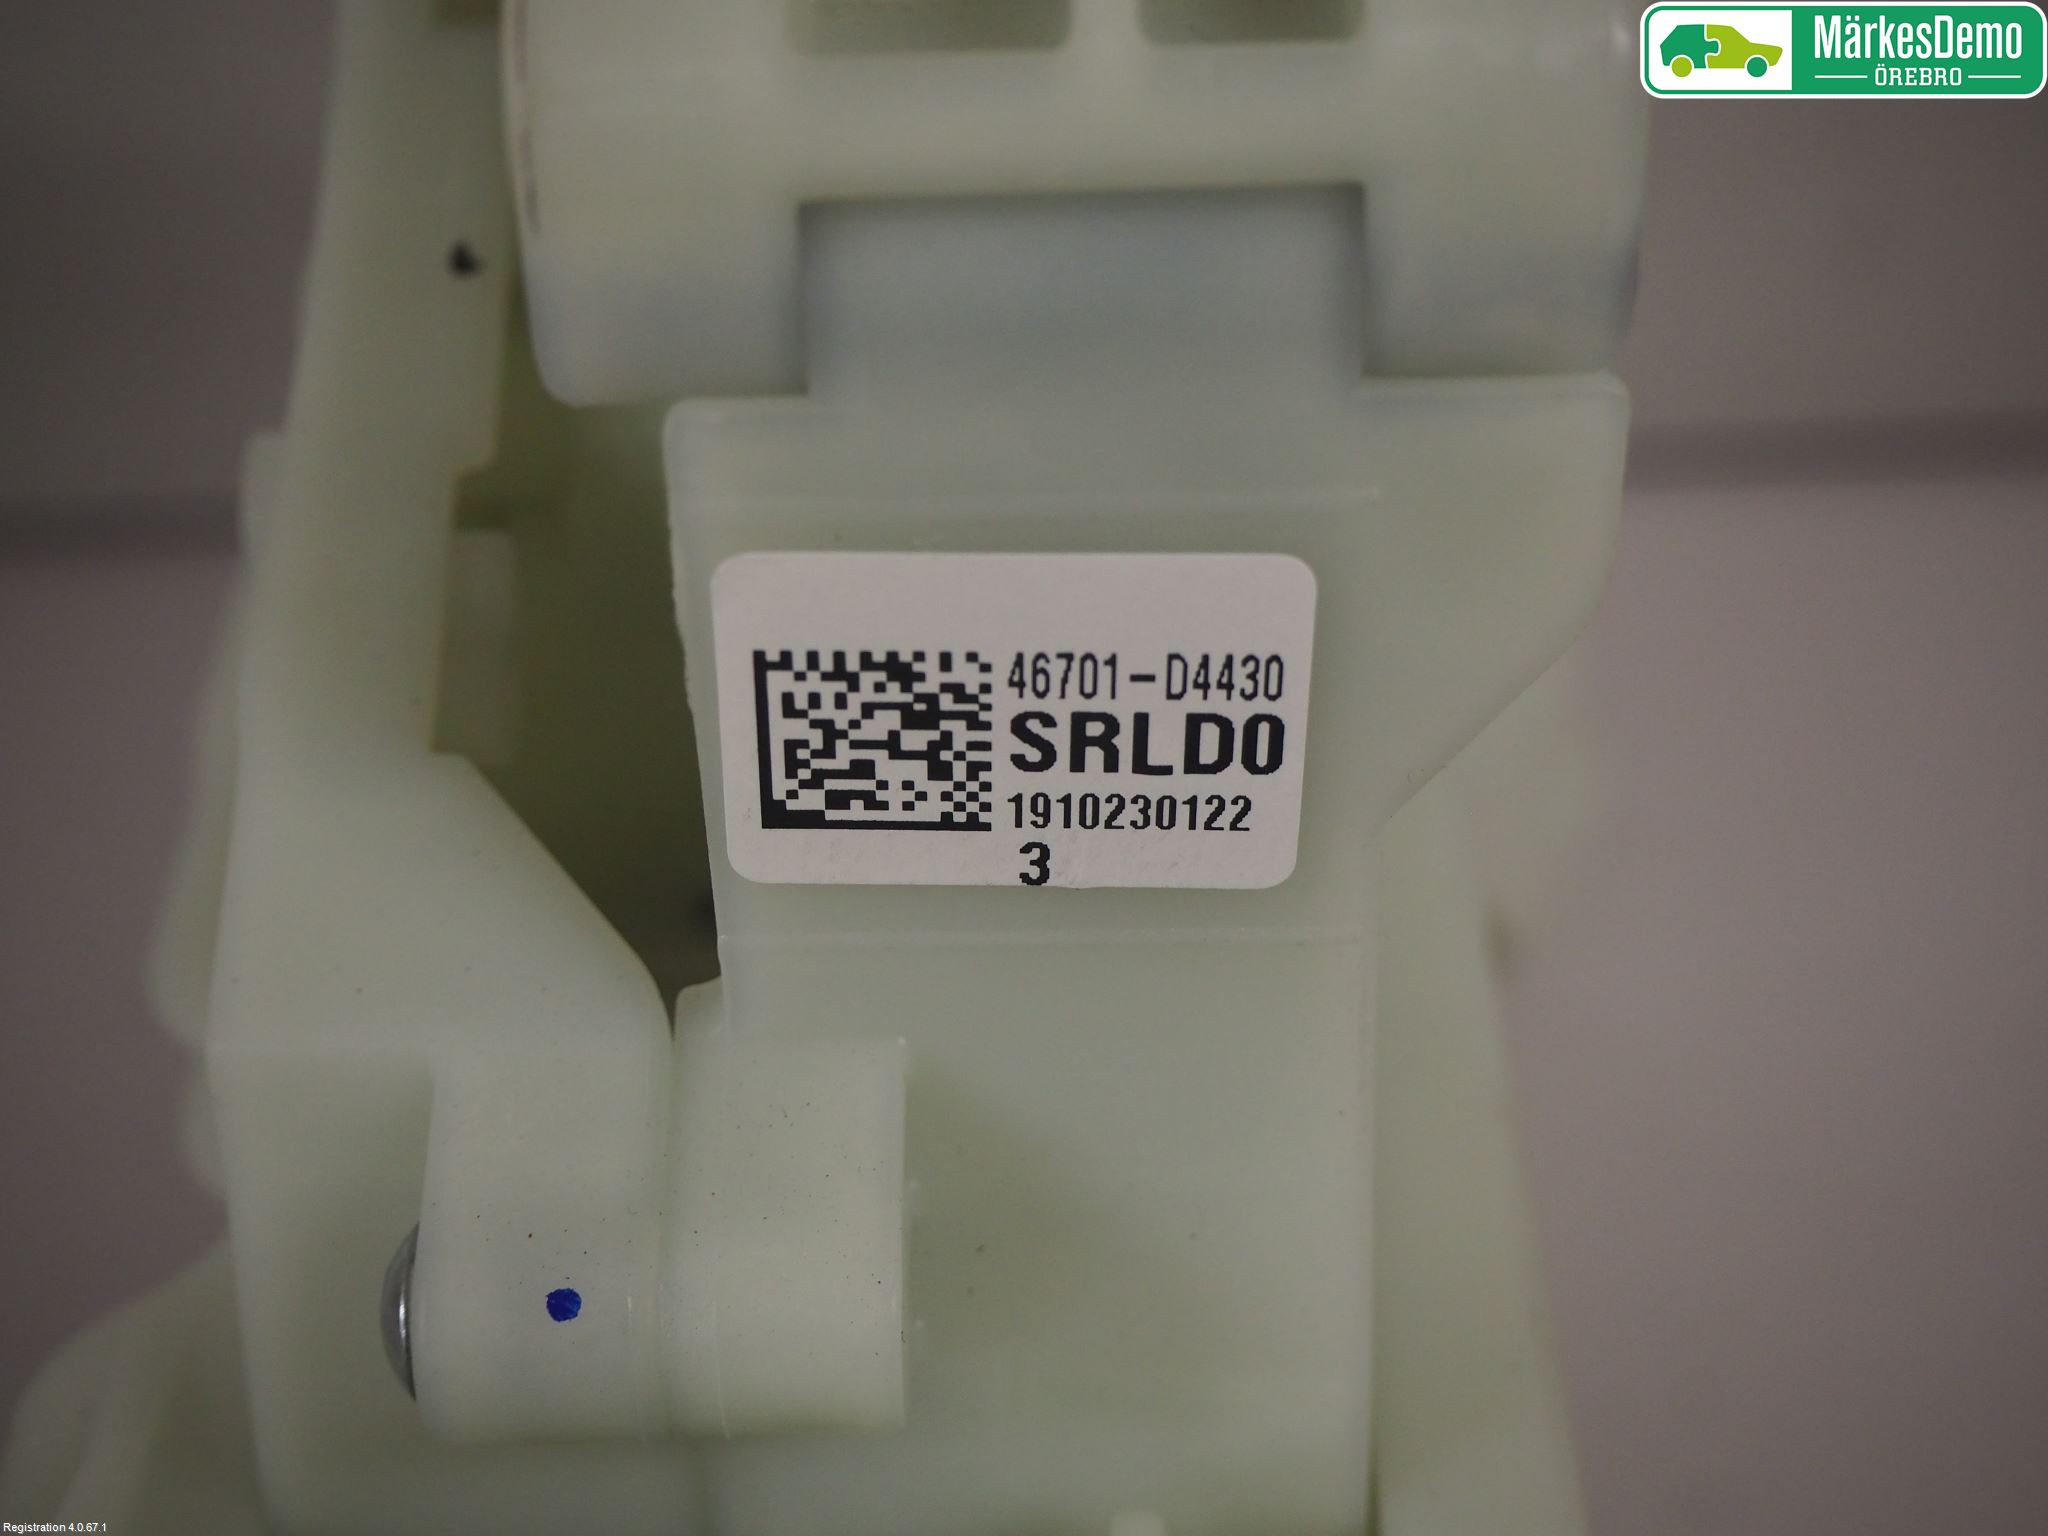 MärkesDemo
ÖREBRO
46701-D4430
SRLD0
1910230122
3
Registration 4.0.67.1